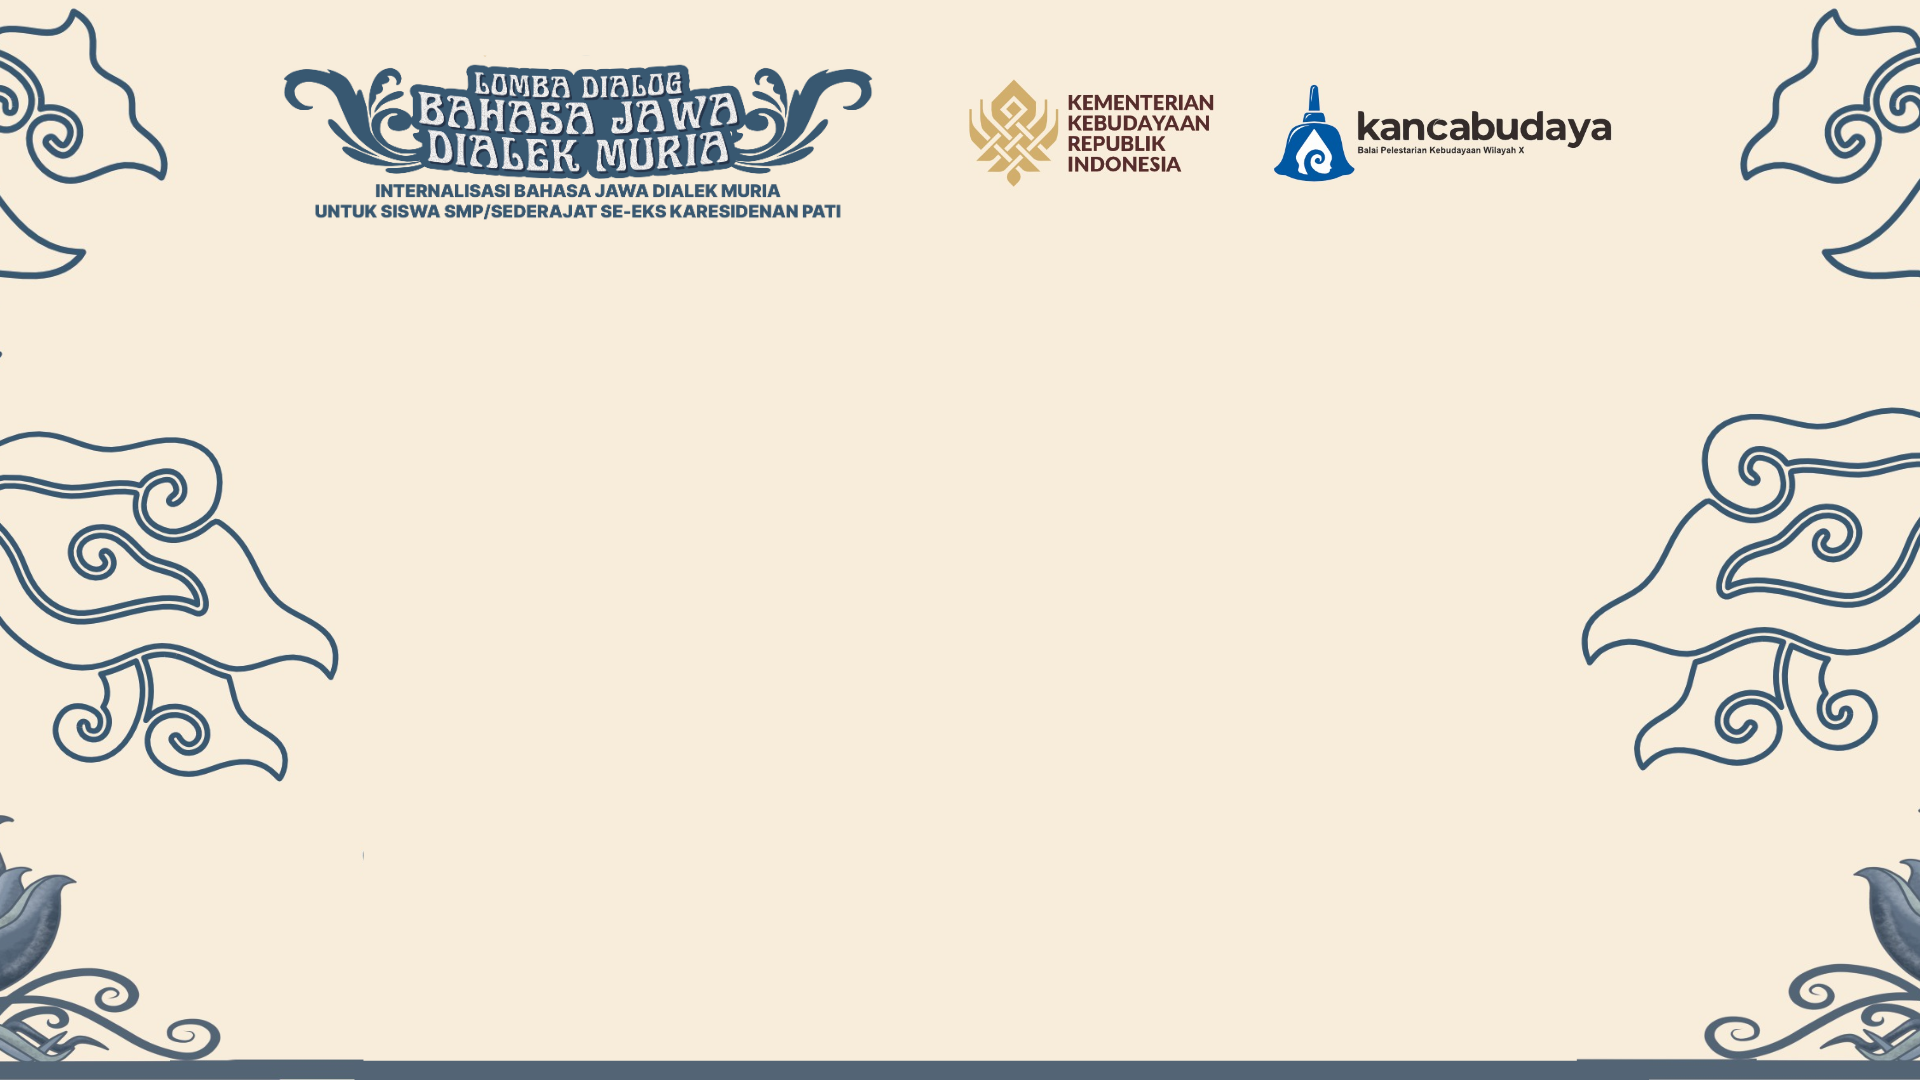 LOMBA DIALOG
BAHASA JAWA
DIALEK MURIA
INTERNALISASI BAHASA JAWA DIALEK MURIA
UNTUK SISWA SMP/SEDERAJAT SE-EKS KARESIDENAN PATI
KEMENTERIAN
KEBUDAYAAN
REPUBLIK
INDONESIA
kancabudaya
Balai Pelestarian Kebudayaan Wilayah X